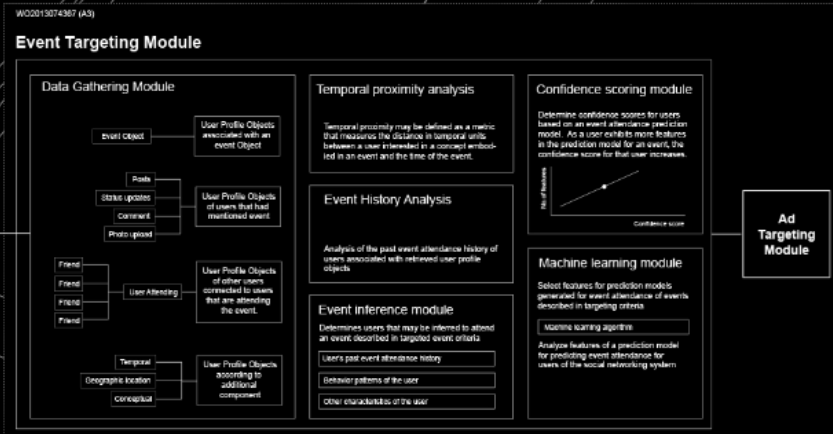 WO2013074367 (A3)
Event Targeting Module
Data Gathering Module
Event Object
User Profile Objects
associated with an
event Object
Posts
Status updates
Comment
Photo upload
User Profile Objects
of users that had
mentioned event
Friend
Friend
Friend
Friend
User Attending
User Profile Objects
of other users
connected to users
that are attending
the event.
Temporal
Geographic location
Conceptual
User Profile Objects
according to
additional
component
Temporal proximity analysis
Temporal proximity may be defined as a metric
that measures the distance in temporal units
between a user interested in a concept embod-
ied in an event and the time of the event.
Event History Analysis
Analysis of the past event attendance history of
users associated with retrieved user profile
objects
Event inference module
Determines users that may be inferred to attend
an event described in targeted event criteria
User's past event attendance history
Behavior patterns of the user
Other characteristics of the user
Confidence scoring module
Determine confidence scores for users
based on an event attendance prediction
model. As a user exhibits more features
in the prediction model for an event, the
confidence score for that user increases.
No. of features
Confidence score
Machine learning module
Select features for prediction models
generated for event attendance of events
described in targeting criteria
Machine learning algorithm
Analyze features of a prediction model
for predicting event attendance for
users of the social networking system
Ad
Targeting
Module